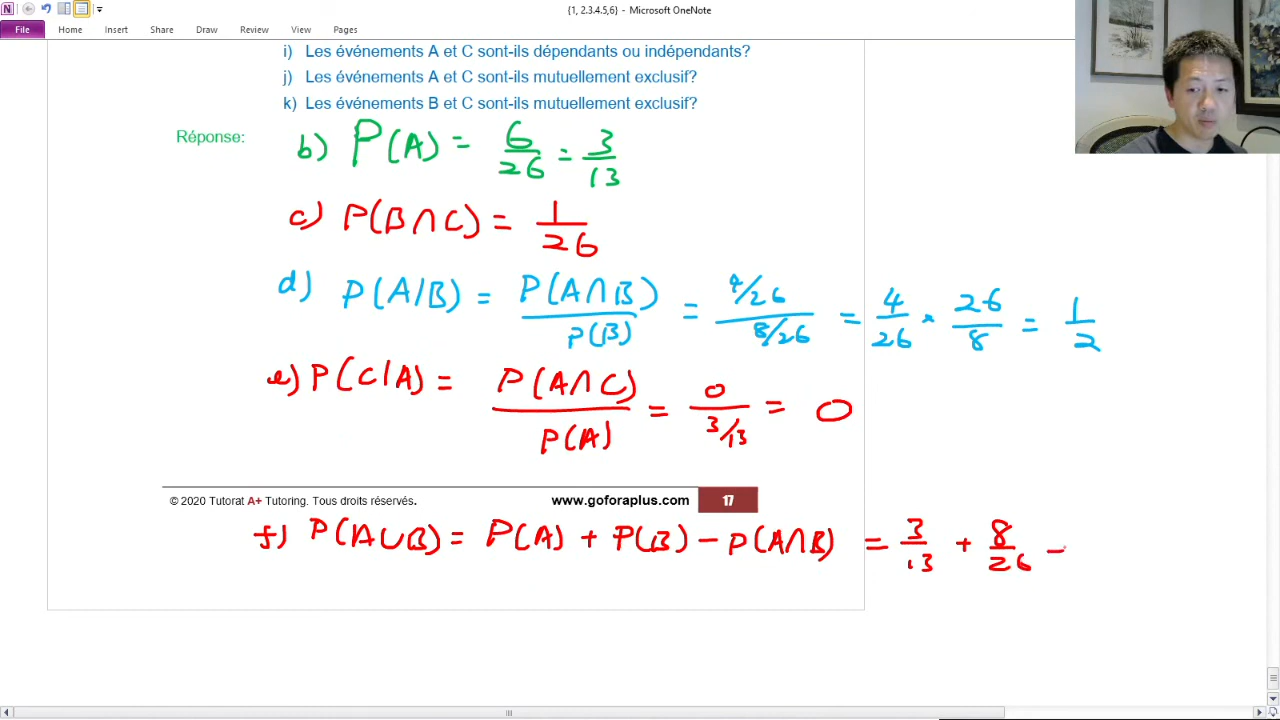 {1, 2.3.4.5,6} - Microsoft OneNote
File Home Insert Share Draw Review View Pages
i) Les événements A et C sont-ils dépendants ou indépendants?
j) Les événements A et C sont-ils mutuellement exclusif?
k) Les événements B et C sont-ils mutuellement exclusif?
Réponse:
b) P(A) = 6/26 = 3/13
c) P(B∩C) = 1/26
d) P(A|B) = P(A∩B)/P(B) = 4/26 / 8/26 = 4/26 · 26/8 = 1/2
e) P(C|A) = P(A∩C)/P(A) = 0 / 3/13 = 0
© 2020 Tutorat A+ Tutoring. Tous droits réservés. www.goforaplus.com 17
f) P(A∪B) = P(A) + P(B) - P(A∩B) = 3/13 + 8/26 -